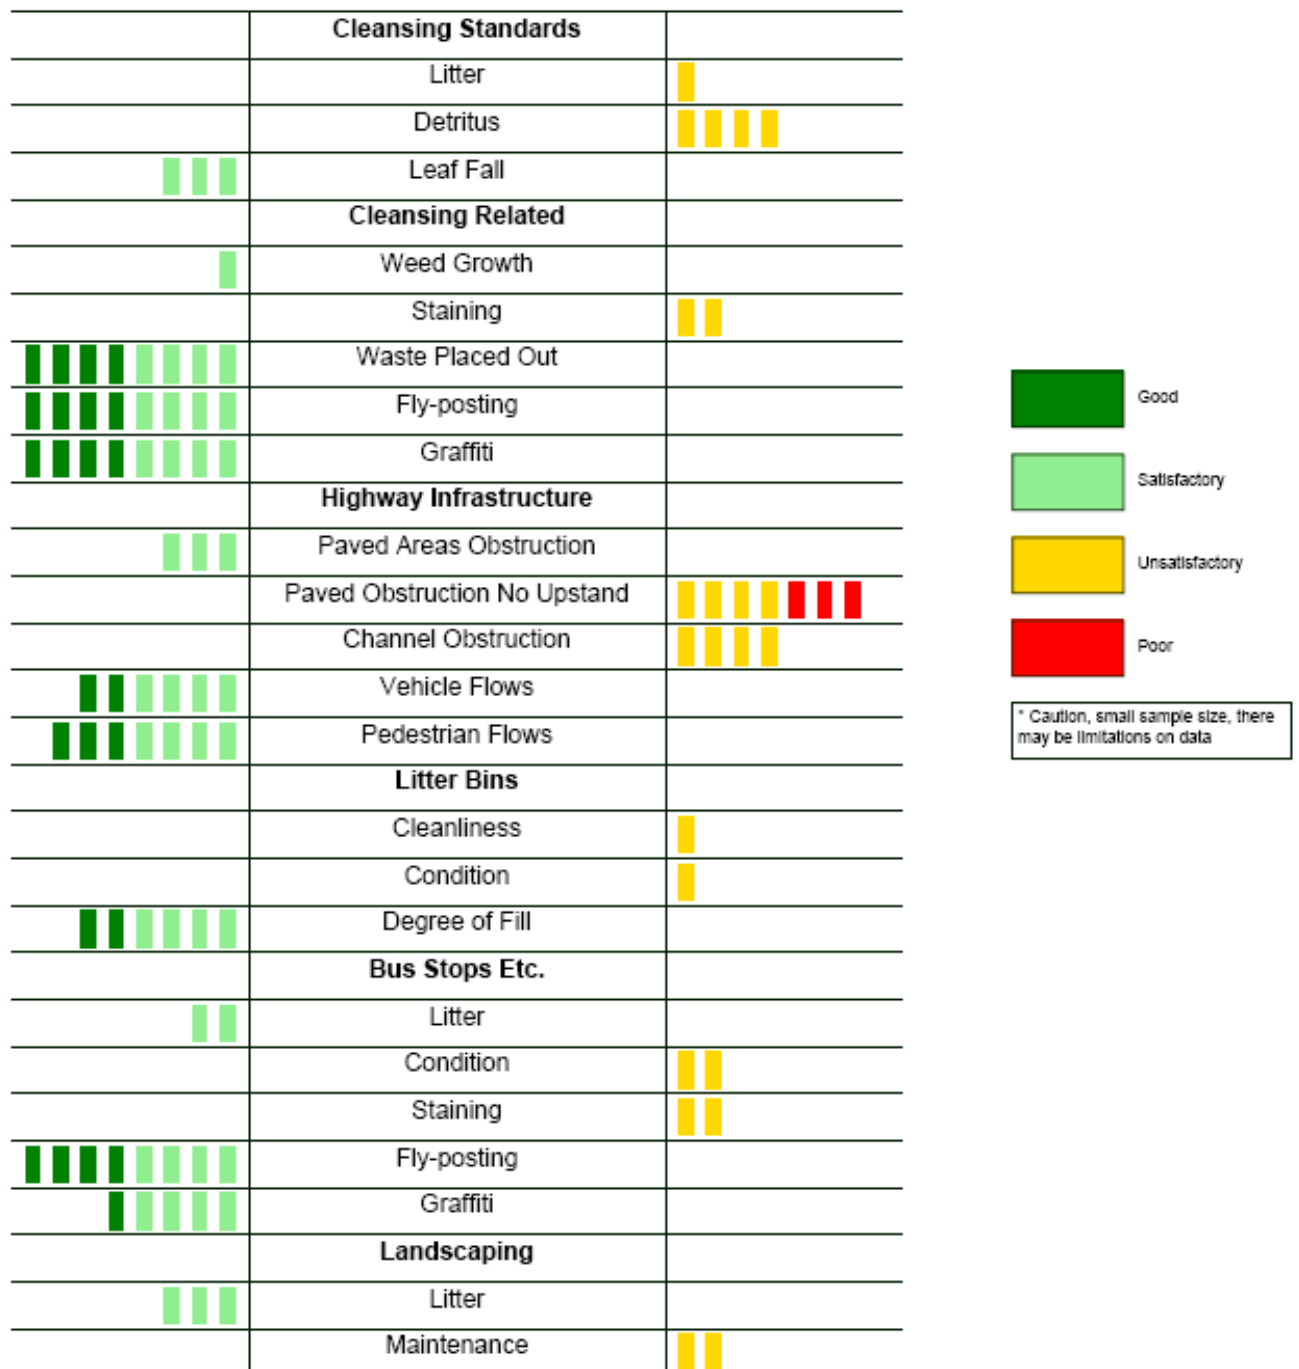 Cleansing Standards
Litter
Detritus
Leaf Fall
Cleansing Related
Weed Growth
Staining
Waste Placed Out
Fly-posting
Graffiti
Highway Infrastructure
Paved Areas Obstruction
Paved Obstruction No Upstand
Channel Obstruction
Vehicle Flows
Pedestrian Flows
Litter Bins
Cleanliness
Condition
Degree of Fill
Bus Stops Etc.
Litter
Condition
Staining
Fly-posting
Graffiti
Landscaping
Litter
Maintenance
Good
Satisfactory
Unsatisfactory
Poor
* Caution, small sample size, there
may be limitations on data